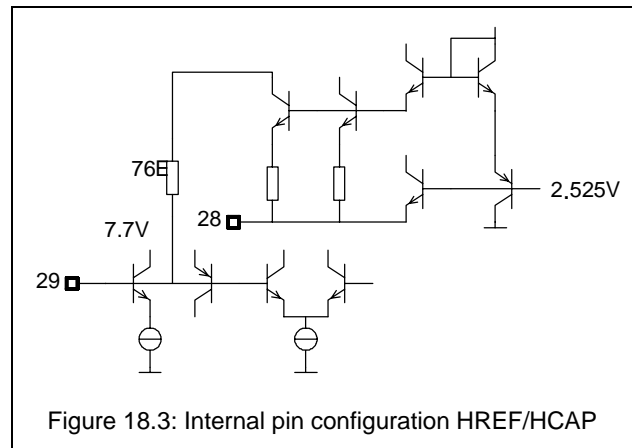 76E
2.525V
28
7.7V
29
Figure 18.3: Internal pin configuration HREF/HCAP